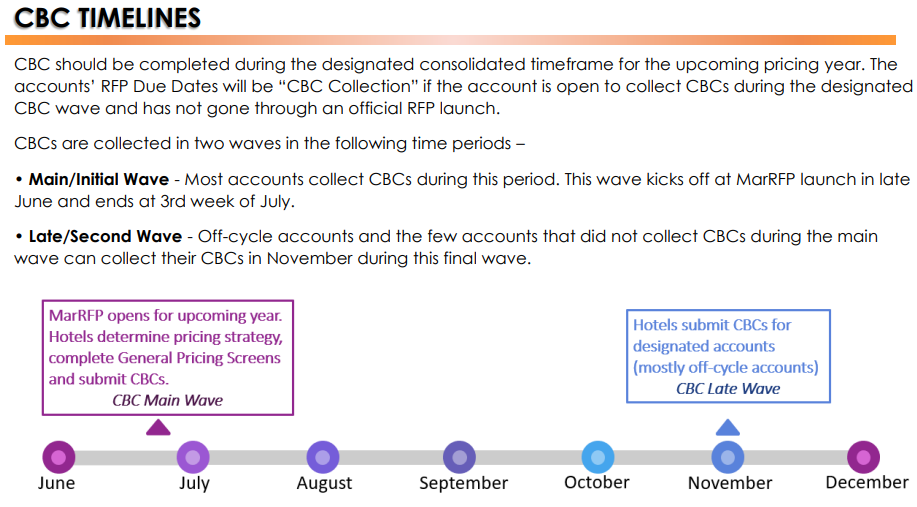 CBC TIMELINES
CBC should be completed during the designated consolidated timeframe for the upcoming pricing year. The
accounts’ RFP Due Dates will be “CBC Collection” if the account is open to collect CBCs during the designated
CBC wave and has not gone through an official RFP launch.
CBCs are collected in two waves in the following time periods –
• Main/Initial Wave - Most accounts collect CBCs during this period. This wave kicks off at MarRFP launch in late
June and ends at 3rd week of July.
• Late/Second Wave - Off-cycle accounts and the few accounts that did not collect CBCs during the main
wave can collect their CBCs in November during this final wave.
MarRFP opens for upcoming year.
Hotels determine pricing strategy,
complete General Pricing Screens
and submit CBCs.
CBC Main Wave
Hotels submit CBCs for
designated accounts
(mostly off-cycle accounts)
CBC Late Wave
June July August September October November December